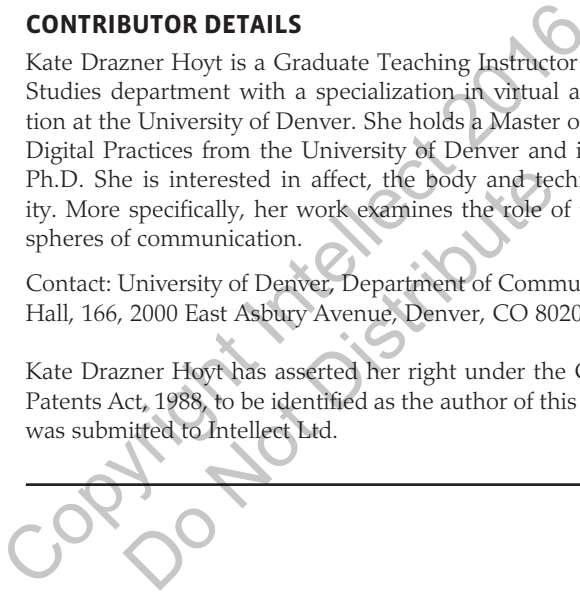 CONTRIBUTOR DETAILS
Kate Drazner Hoyt is a Graduate Teaching Instructor
Studies department with a specialization in virtual a
tion at the University of Denver. She holds a Master o
Digital Practices from the University of Denver and i
Ph.D. She is interested in affect, the body and tech
ity. More specifically, her work examines the role of
spheres of communication.
Contact: University of Denver, Department of Commu
Hall, 166, 2000 East Asbury Avenue, Denver, CO 8020
Kate Drazner Hoyt has asserted her right under the C
Patents Act, 1988, to be identified as the author of this
was submitted to Intellect Ltd.
Copyright Intellect 2016
Do Not Distribute